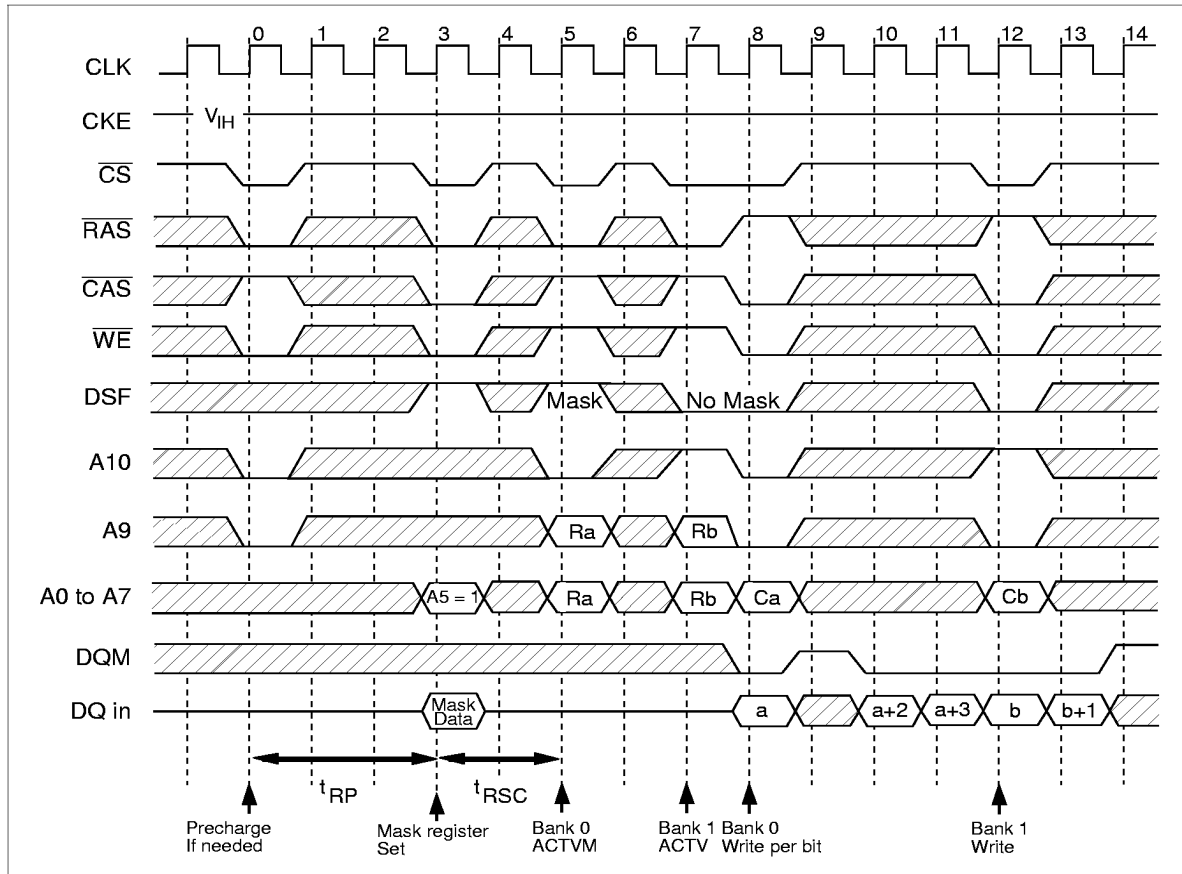 0 1 2 3 4 5 6 7 8 9 10 11 12 13 14
CLK
CKE VIH
CS
RAS
CAS
WE
DSF Mask No Mask
A10
A9 Ra Rb
A0 to A7 A5 = 1 Ra Rb Ca Cb
DQM
DQ in Mask Data a a+2 a+3 b b+1
tRP tRSC
Precharge If needed
Mask register Set
Bank 0 ACTVM
Bank 1 ACTV
Bank 0 Write per bit
Bank 1 Write